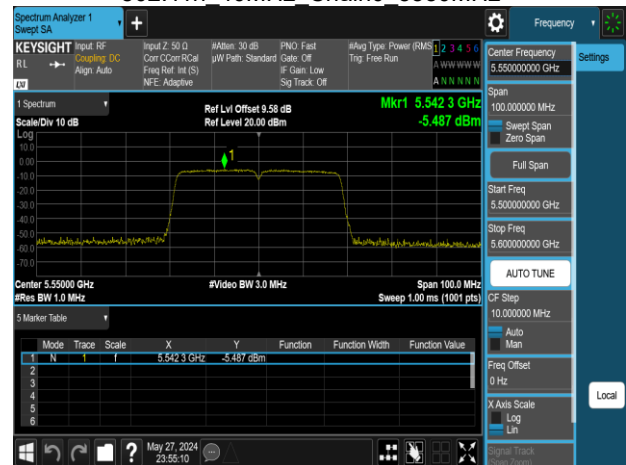 Spectrum Analyzer 1
Swept SA
+
Frequency
KEYSIGHT
RL
LXI
Input: RF
Coupling: DC
Align: Auto
Input Z: 50 Ω
Corr CCorr RCal
Freq Ref: Int (S)
NFE: Adaptive
#Atten: 30 dB
µW Path: Standard
PNO: Fast
Gate: Off
IF Gain: Low
Sig Track: Off
#Avg Type: Power (RMS
Trig: Free Run
1 2 3 4 5 6
A W W W W W
A N N N N N
Center Frequency
5.550000000 GHz
Settings
Span
100.000000 MHz
Swept Span
Zero Span
Full Span
Start Freq
5.500000000 GHz
Stop Freq
5.600000000 GHz
AUTO TUNE
CF Step
10.000000 MHz
Auto
Man
Freq Offset
0 Hz
X Axis Scale
Log
Lin
Signal Track
Local
1 Spectrum
Scale/Div 10 dB
Ref Lvl Offset 9.58 dB
Ref Level 20.00 dBm
Mkr1 5.542 3 GHz
-5.487 dBm
Log
10.0
0.00
-10.0
-20.0
-30.0
-40.0
-50.0
-60.0
-70.0
1
Center 5.55000 GHz
#Res BW 1.0 MHz
#Video BW 3.0 MHz
Span 100.0 MHz
Sweep 1.00 ms (1001 pts)
5 Marker Table
Mode Trace Scale X Y Function Function Width Function Value
1 N 1 f 5.542 3 GHz -5.487 dBm
2
3
4
5
6
?
May 27, 2024
23:55:10